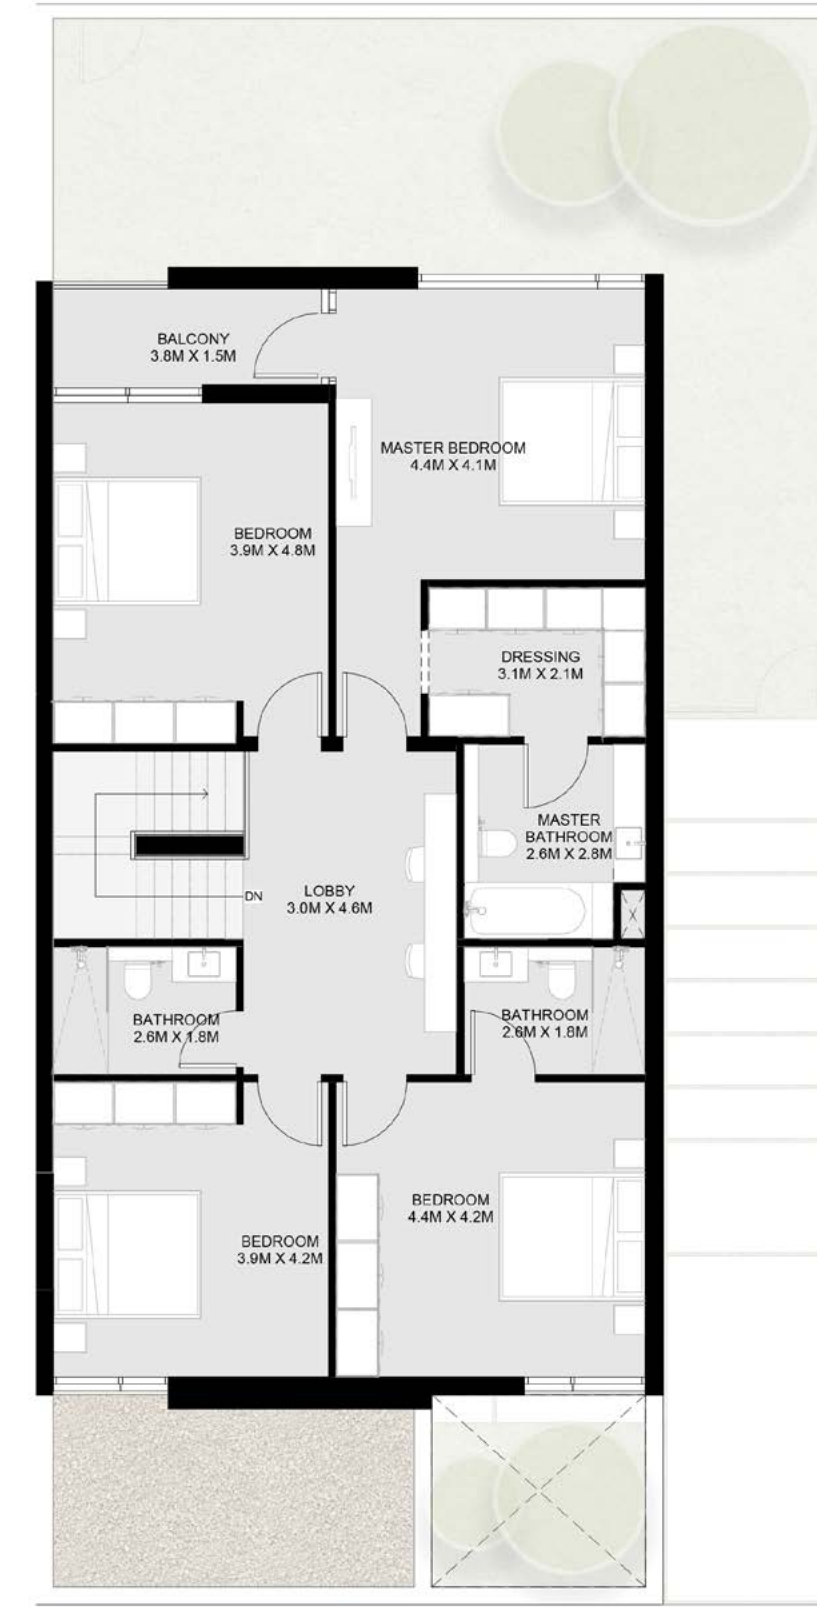 BALCONY
3.8M X 1.5M
MASTER BEDROOM
4.4M X 4.1M
BEDROOM
3.9M X 4.8M
DRESSING
3.1M X 2.1M
MASTER
BATHROOM
2.6M X 2.8M
LOBBY
3.0M X 4.6M
DN
BATHROOM
2.6M X 1.8M
BATHROOM
2.6M X 1.8M
BEDROOM
4.4M X 4.2M
BEDROOM
3.9M X 4.2M